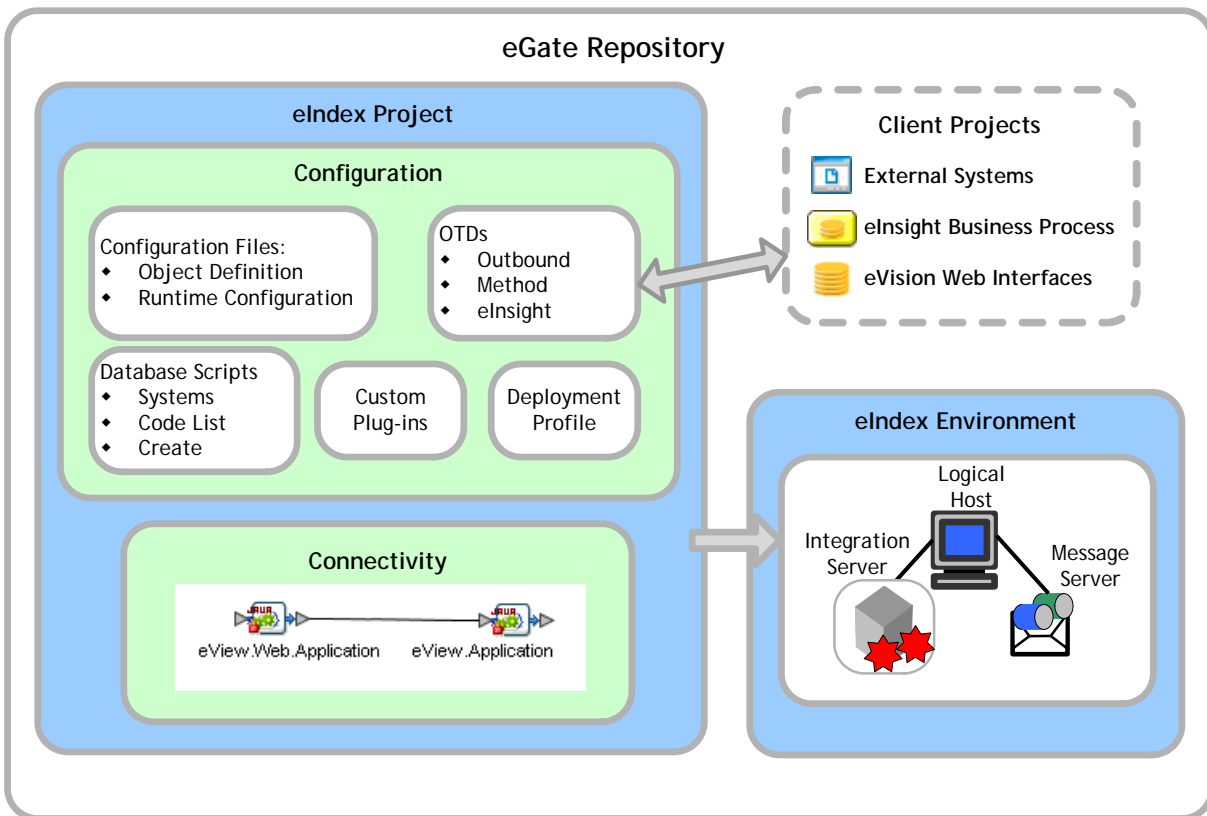 eGate Repository
eIndex Project
Configuration
Configuration Files:
◆ Object Definition
◆ Runtime Configuration
OTDs
◆ Outbound
◆ Method
◆ eInsight
Database Scripts
◆ Systems
◆ Code List
◆ Create
Custom
Plug-ins
Deployment
Profile
Connectivity
JAVA
eView.Web.Application
JAVA
eView.Application
Client Projects
External Systems
eInsight Business Process
eVision Web Interfaces
eIndex Environment
Logical
Host
Integration
Server
Message
Server